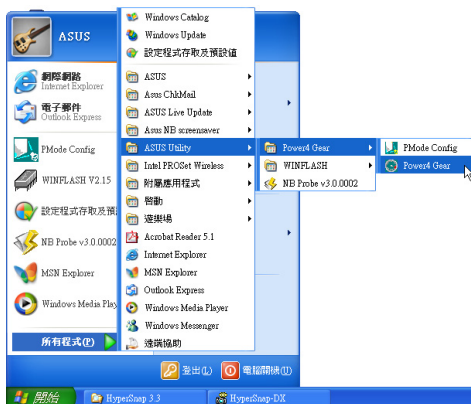 ASUS
網際網路
Internet Explorer
電子郵件
Outlook Express
PMode Config
WINFLASH V2.15
設定程式存取及預
NB Probe v3.0.0002
MSN Explorer
Windows Media Play
所有程式(P)
Windows Catalog
Windows Update
設定程式存取及預設值
ASUS
Asus ChkMail
ASUS Live Update
Asus NB screensaver
ASUS Utility
Intel PROSet Wireless
附屬應用程式
啟動
遊樂場
Acrobat Reader 5.1
Internet Explorer
MSN Explorer
Outlook Express
Windows Media Player
Windows Messenger
遠端協助
Power4 Gear
WINFLASH
NB Probe v3.0.0002
PMode Config
Power4 Gear
登出(L)
電腦關機(U)
開始
HyperSnap 3.3
HyperSnap-DX